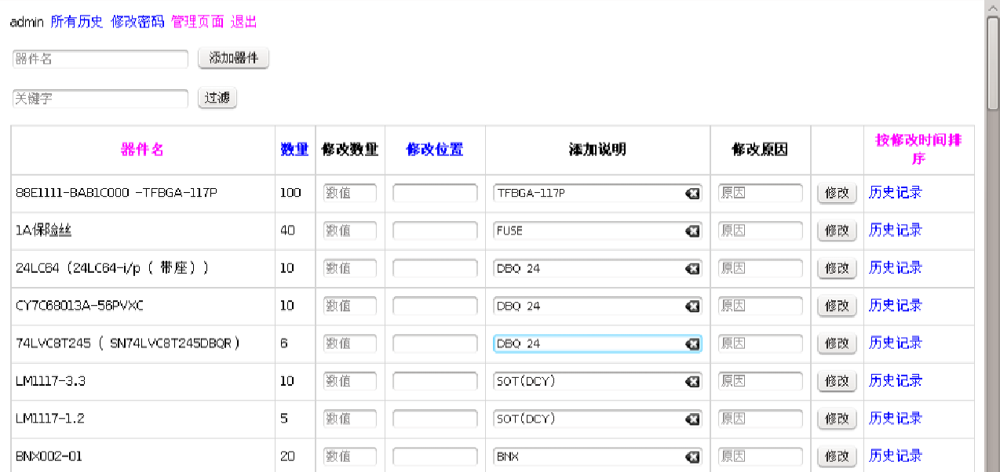 admin 所有历史 修改密码 管理页面 退出
器件名 添加器件
关键字 过滤
器件名 数量 修改数量 修改位置 添加说明 修改原因 按修改时间排序
88E1111-BAB1C000 -TFBGA-117P 100 数值 TFBGA-117P 原因 修改 历史记录
1A保险丝 40 数值 FUSE 原因 修改 历史记录
24LC64（24LC64-i/p（ 带座）） 10 数值 DBQ 24 原因 修改 历史记录
CY7C68013A-56PVXC 10 数值 DBQ 24 原因 修改 历史记录
74LVC8T245（ SN74LVC8T245DBQR） 6 数值 DBQ 24 原因 修改 历史记录
LM1117-3.3 10 数值 SOT(DCY) 原因 修改 历史记录
LM1117-1.2 5 数值 SOT(DCY) 原因 修改 历史记录
BNX002-01 20 数值 BNX 原因 修改 历史记录